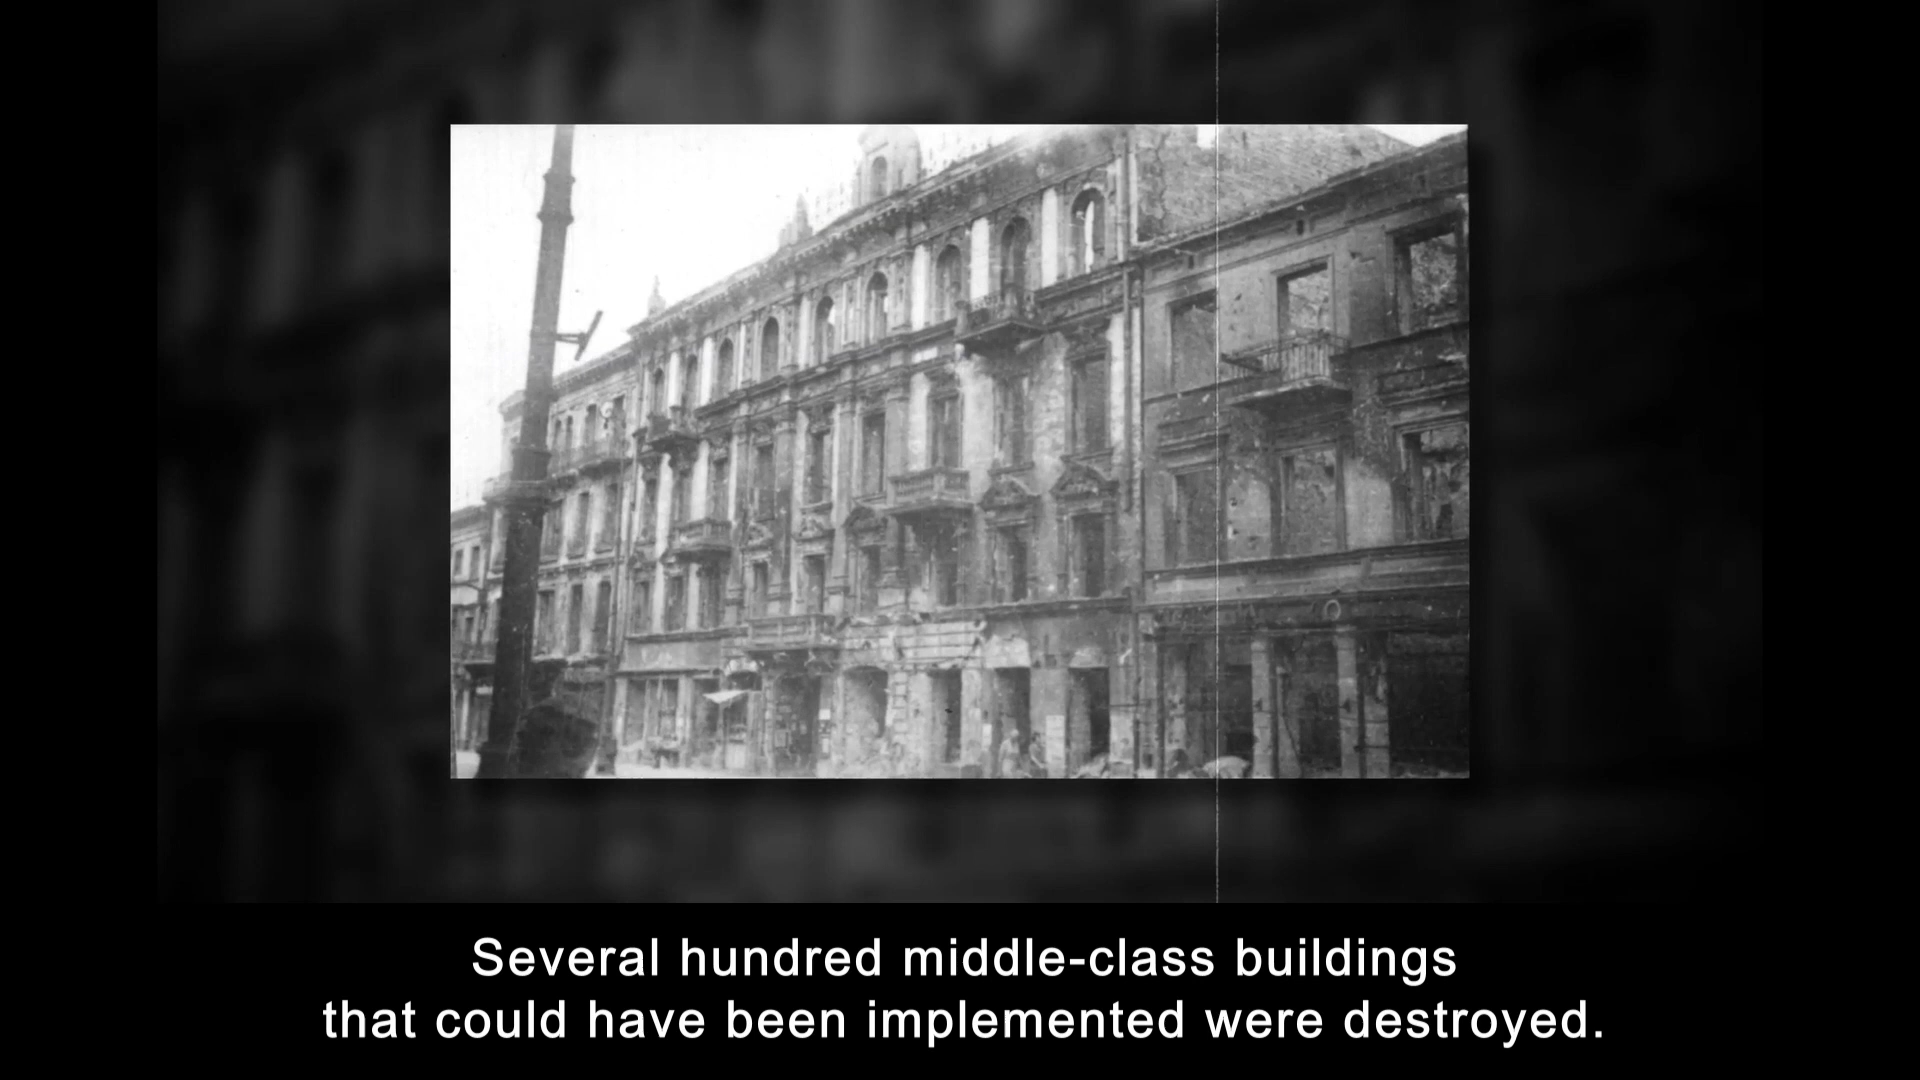 Several hundred middle-class buildings
that could have been implemented were destroyed.